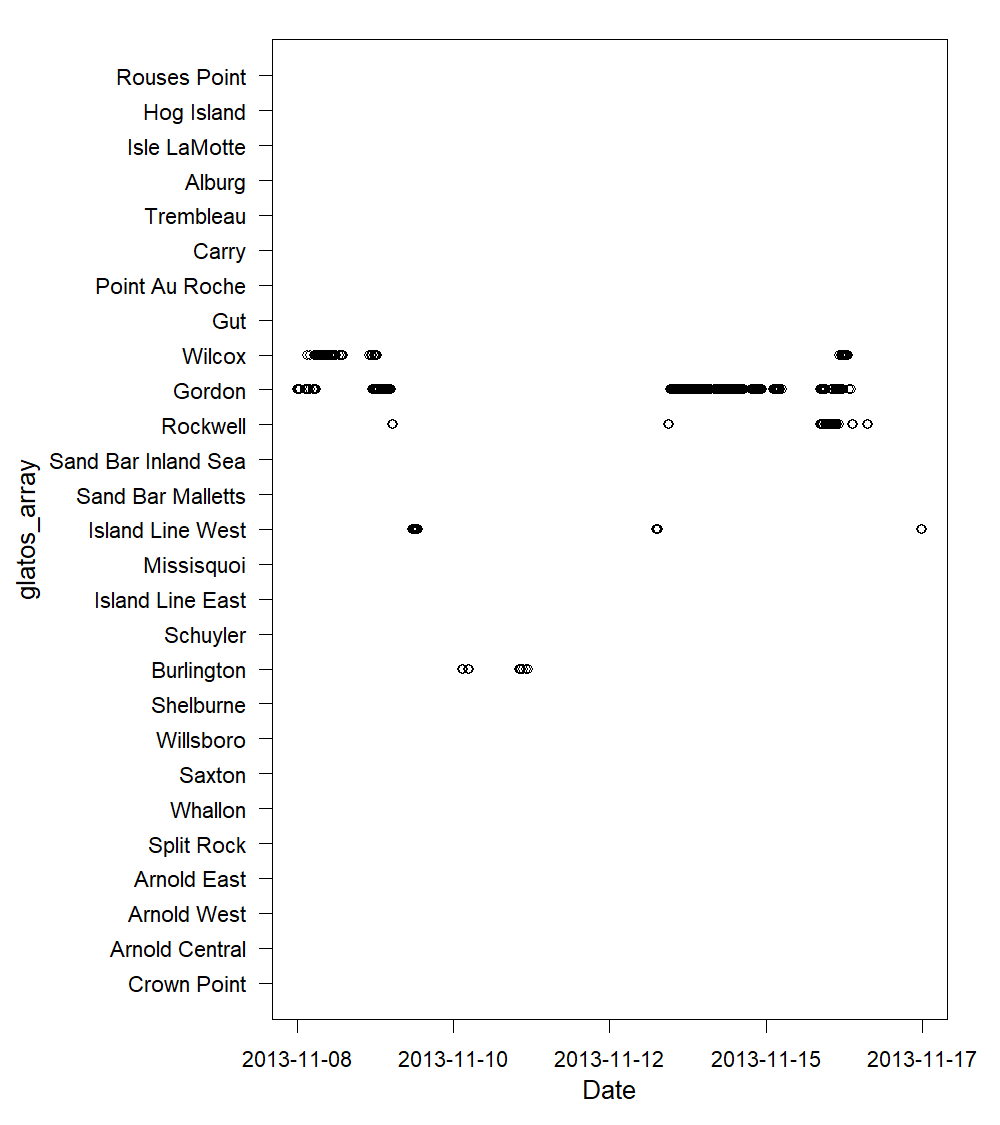 Rouses Point
Hog Island
Isle LaMotte
Alburg
Trembleau
Carry
Point Au Roche
Gut
Wilcox
Gordon
Rockwell
Sand Bar Inland Sea
Sand Bar Malletts
Island Line West
Missisquoi
Island Line East
Schuyler
Burlington
Shelburne
Willsboro
Saxton
Whallon
Split Rock
Arnold East
Arnold West
Arnold Central
Crown Point
glatos_array
2013-11-08 2013-11-10 2013-11-12 2013-11-15 2013-11-17
Date